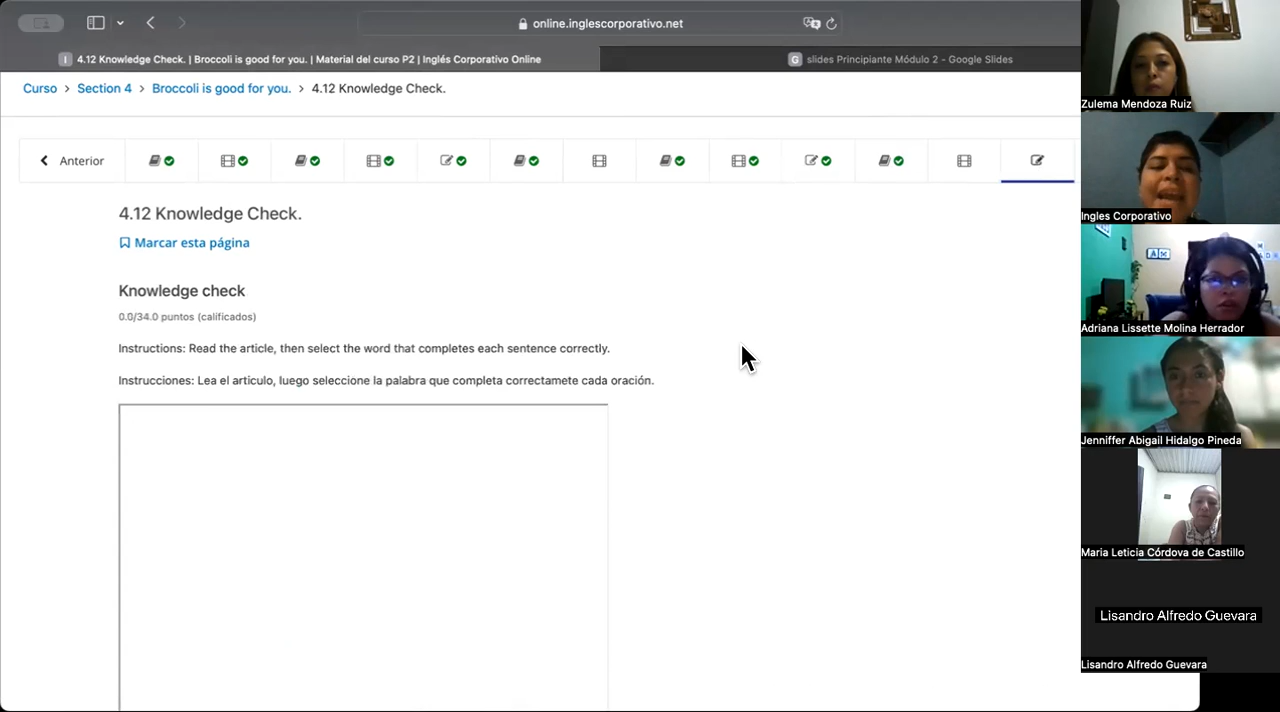 online.inglescorporativo.net
4.12 Knowledge Check. | Broccoli is good for you. | Material del curso P2 | Inglés Corporativo Online
G slides Principiante Módulo 2 - Google Slides
Curso > Section 4 > Broccoli is good for you. > 4.12 Knowledge Check.
Anterior
4.12 Knowledge Check.
Marcar esta página
Knowledge check
0.0/34.0 puntos (calificados)
Instructions: Read the article, then select the word that completes each sentence correctly.
Instrucciones: Lea el articulo, luego seleccione la palabra que completa correctamete cada oración.
Zulema Mendoza Ruiz
Ingles Corporativo
Adriana Lissette Molina Herrador
Jenniffer Abigail Hidalgo Pineda
Maria Leticia Córdova de Castillo
Lisandro Alfredo Guevara
Lisandro Alfredo Guevara